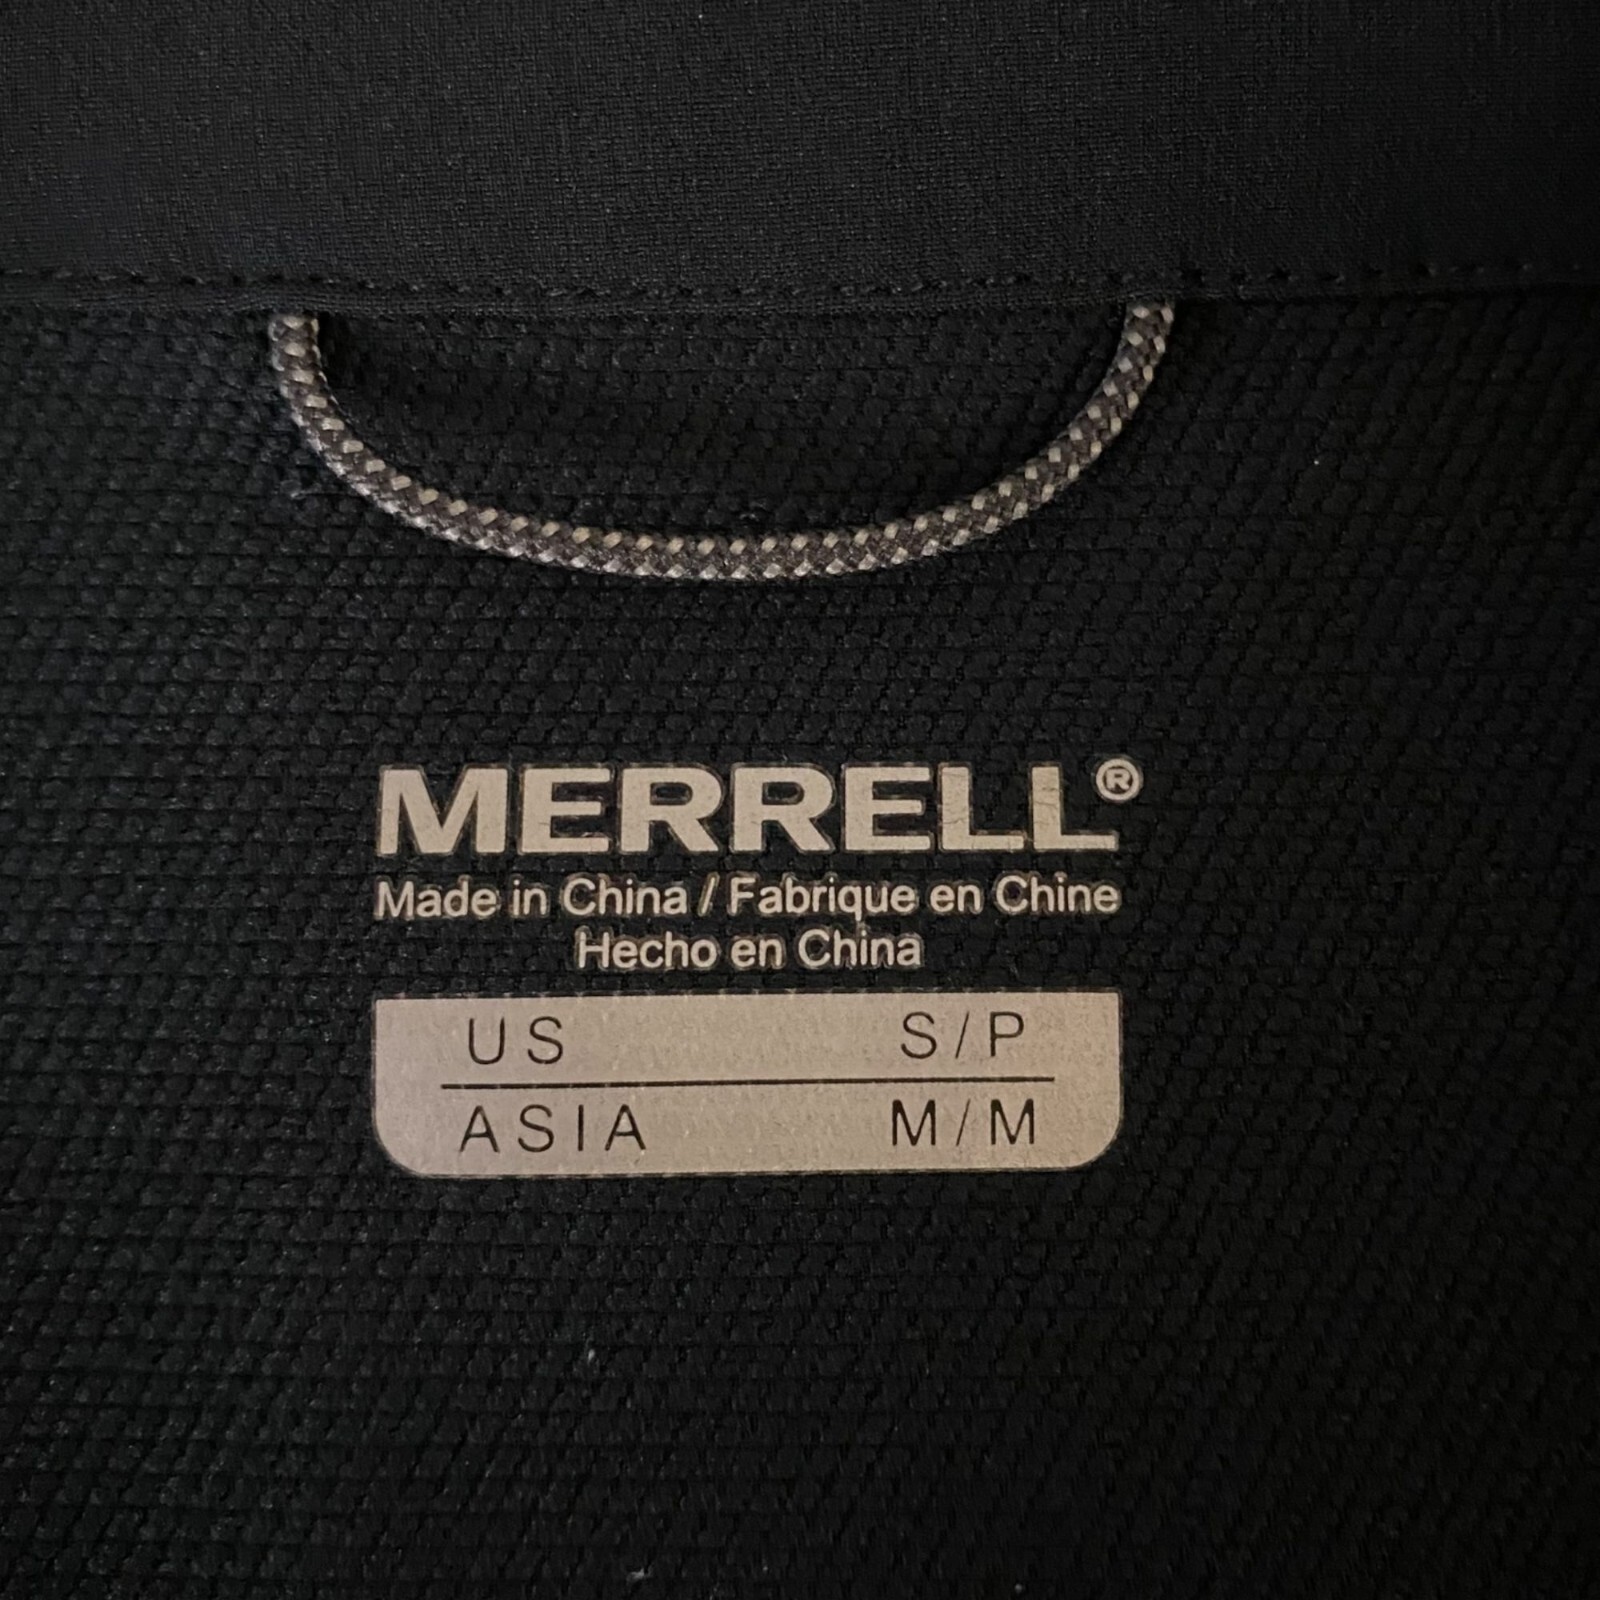 MERRELL®
Made in China / Fabrique en Chine
Hecho en China
US S/P
ASIA M/M